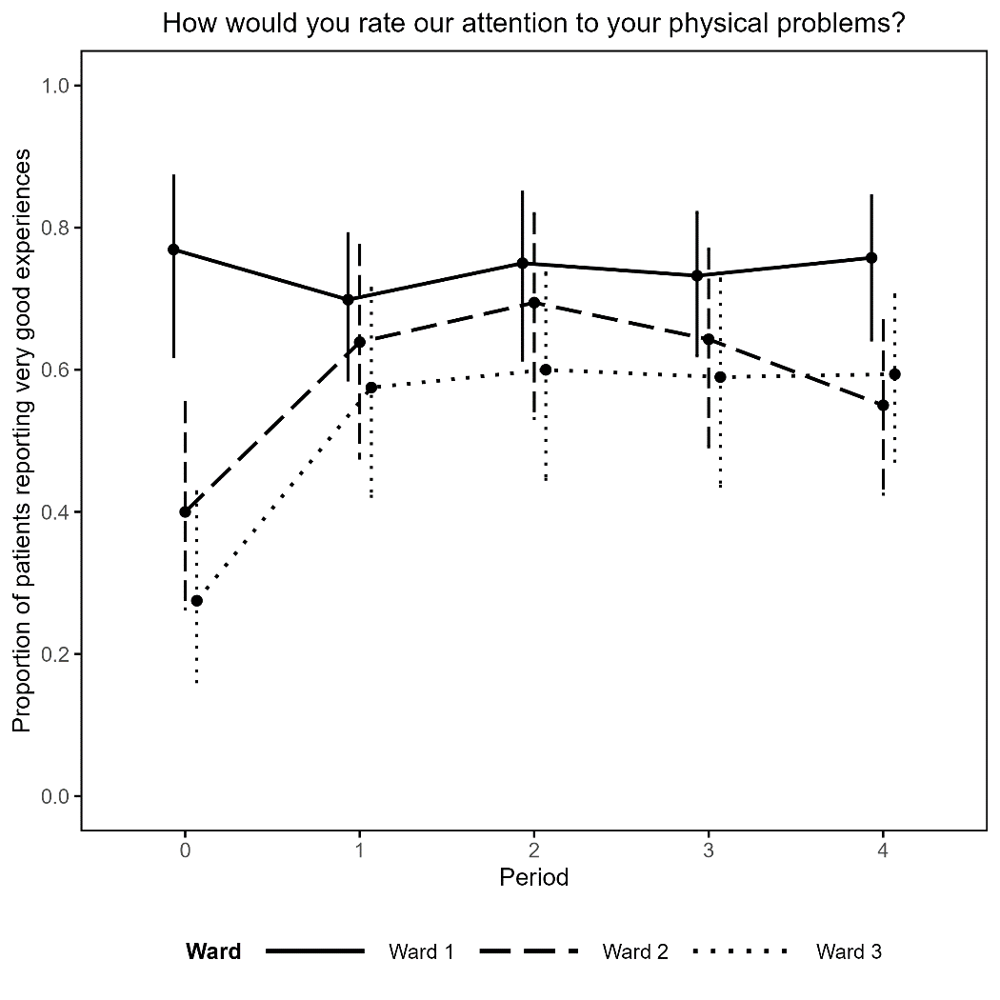 How would you rate our attention to your physical problems?
Proportion of patients reporting very good experiences
1.0
0.8
0.6
0.4
0.2
0.0
0 1 2 3 4
Period
Ward Ward 1 Ward 2 Ward 3